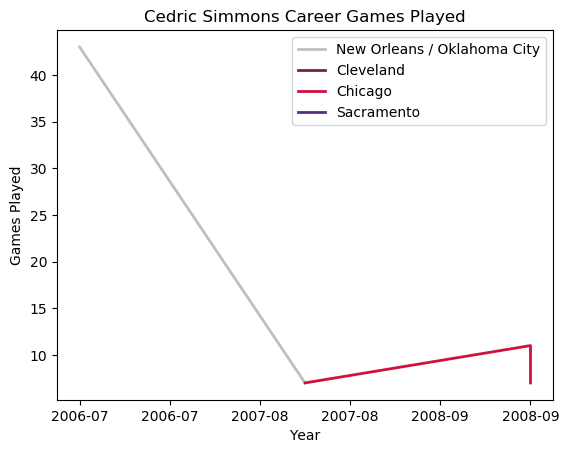 Cedric Simmons Career Games Played
New Orleans / Oklahoma City
Cleveland
Chicago
Sacramento
Games Played
40
35
30
25
20
15
10
2006-07 2006-07 2007-08 2007-08 2008-09 2008-09
Year